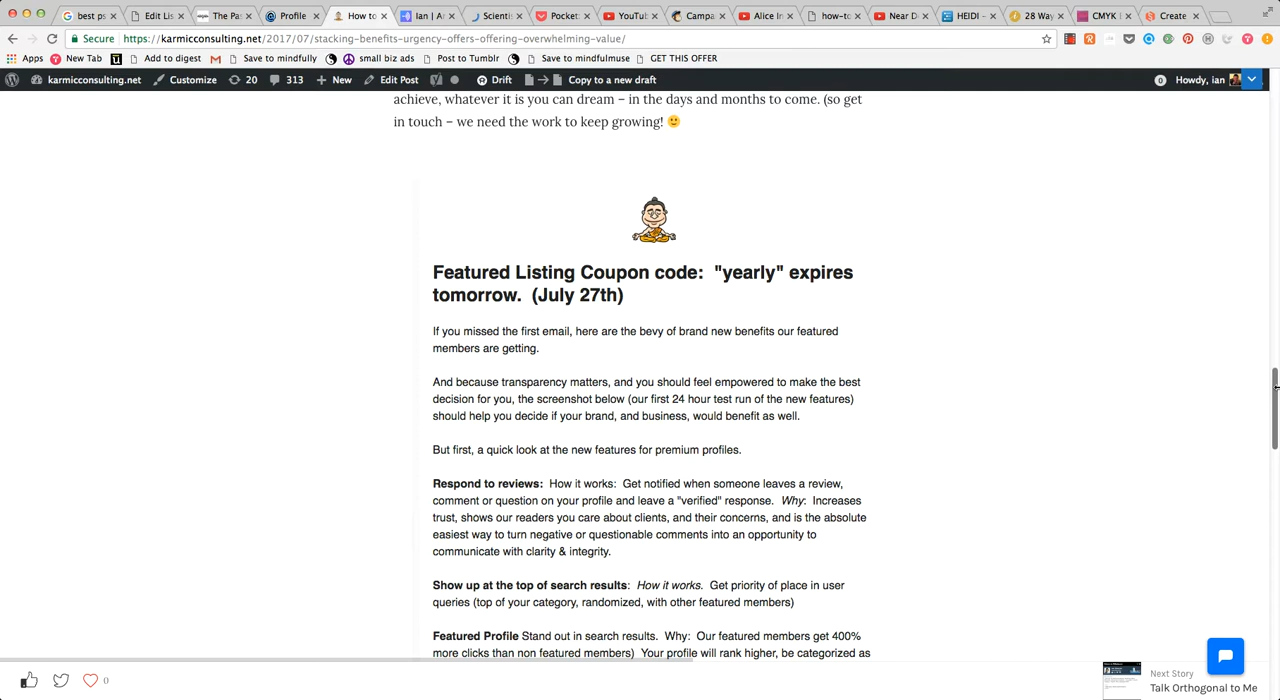 best ps
Edit Lis
The Pa
Profile
How to
Ian | A
Scientis
Pocket:
YouTu
Campa
Alice In
how-to
Near D
HEIDI –
28 Way
CMYK
Create
Secure https://karmicconsulting.net/2017/07/stacking-benefits-urgency-offers-offering-overwhelming-value/
Apps New Tab Add to digest Save to mindfully small biz ads Post to Tumblr Save to mindfulmuse GET THIS OFFER
karmicconsulting.net Customize 20 313 New Edit Post Drift Copy to a new draft 0 Howdy, ian
achieve, whatever it is you can dream – in the days and months to come. (so get
in touch – we need the work to keep growing! 🙂
Featured Listing Coupon code: "yearly" expires
tomorrow. (July 27th)
If you missed the first email, here are the bevy of brand new benefits our featured
members are getting.
And because transparency matters, and you should feel empowered to make the best
decision for you, the screenshot below (our first 24 hour test run of the new features)
should help you decide if your brand, and business, would benefit as well.
But first, a quick look at the new features for premium profiles.
Respond to reviews: How it works: Get notified when someone leaves a review,
comment or question on your profile and leave a "verified" response. Why: Increases
trust, shows our readers you care about clients, and their concerns, and is the absolute
easiest way to turn negative or questionable comments into an opportunity to
communicate with clarity & integrity.
Show up at the top of search results: How it works. Get priority of place in user
queries (top of your category, randomized, with other featured members)
Featured Profile Stand out in search results. Why: Our featured members get 400%
more clicks than non featured members) Your profile will rank higher, be categorized as
0
Next Story
Talk Orthogonal to Me